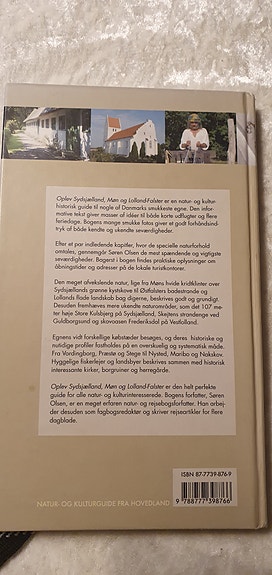 Oplev Sydsjælland, Møn og Lolland-Falster er en natur- og kultur-
historisk guide til nogle af Danmarks smukkeste egne. Den infor-
mative tekst giver masser af idéer til både korte udflugter og flere
feriedage. Bogens mange smukke fotos giver et godt forhåndsind-
tryk af både kendte og ukendte seværdigheder.
Efter et par indledende kapitler, hvor de specielle naturforhold
omtales, gennemgår Søren Olsen de mest spændende og vigtigste
seværdigheder. Bagerst i bogen findes praktiske oplysninger om
åbningstider og adresser på de lokale turistkontorer.
Den meget afvekslende natur, lige fra Møns hvide kridtklinter over
Sydsjællands grønne kystskove til Østfalsters badestrande og
Lollands flade landskab bag digerne, beskrives godt og grundigt.
Desuden fremhæves mere ukendte naturområder, som det 107 me-
ter høje Store Kulsbjerg på Sydsjælland, Skejtens strandenge ved
Guldborgsund og skovaasen Frederiksdal på Vestlolland.
Egnens vidt forskellige købstæder besøges, og deres historiske og
nutidige profiler fastholdes på en overskuelig og systematisk måde.
Fra Vordingborg, Præstø og Stege til Nysted, Maribo og Nakskov.
Hyggelige fiskerlejer og landsbyer beskrives sammen med historisk
interessante kirker, borgruiner og herregårde.
Oplev Sydsjælland, Møn og Lolland-Falster er den helt perfekte
guide for alle natur- og kulturinteresserede. Bogens forfatter, Søren
Olsen, er en meget erfaren natur- og rejsebogsforfatter. Han arbej-
der desuden som fagbogsredaktør og skriver rejseartikler for flere
dagblade.
ISBN 87-7739-876-9
9 788777 398766
NATUR- OG KULTURGUIDE FRA HOVEDLAND